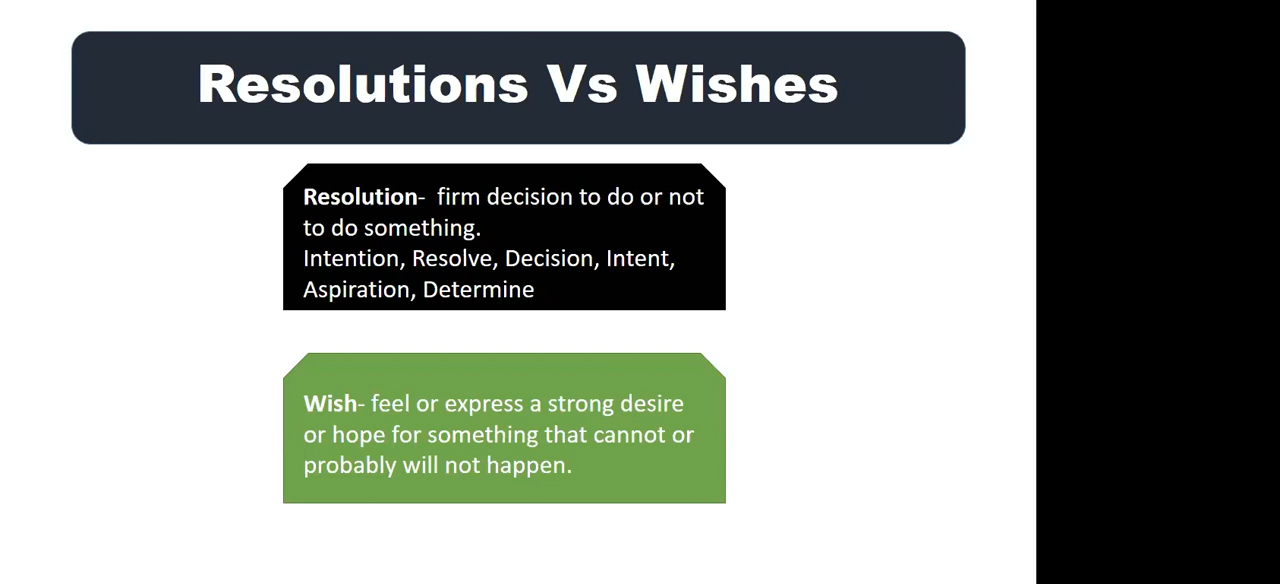 Resolutions Vs Wishes
Resolution-  firm decision to do or not
to do something.
Intention, Resolve, Decision, Intent,
Aspiration, Determine
Wish- feel or express a strong desire
or hope for something that cannot or
probably will not happen.